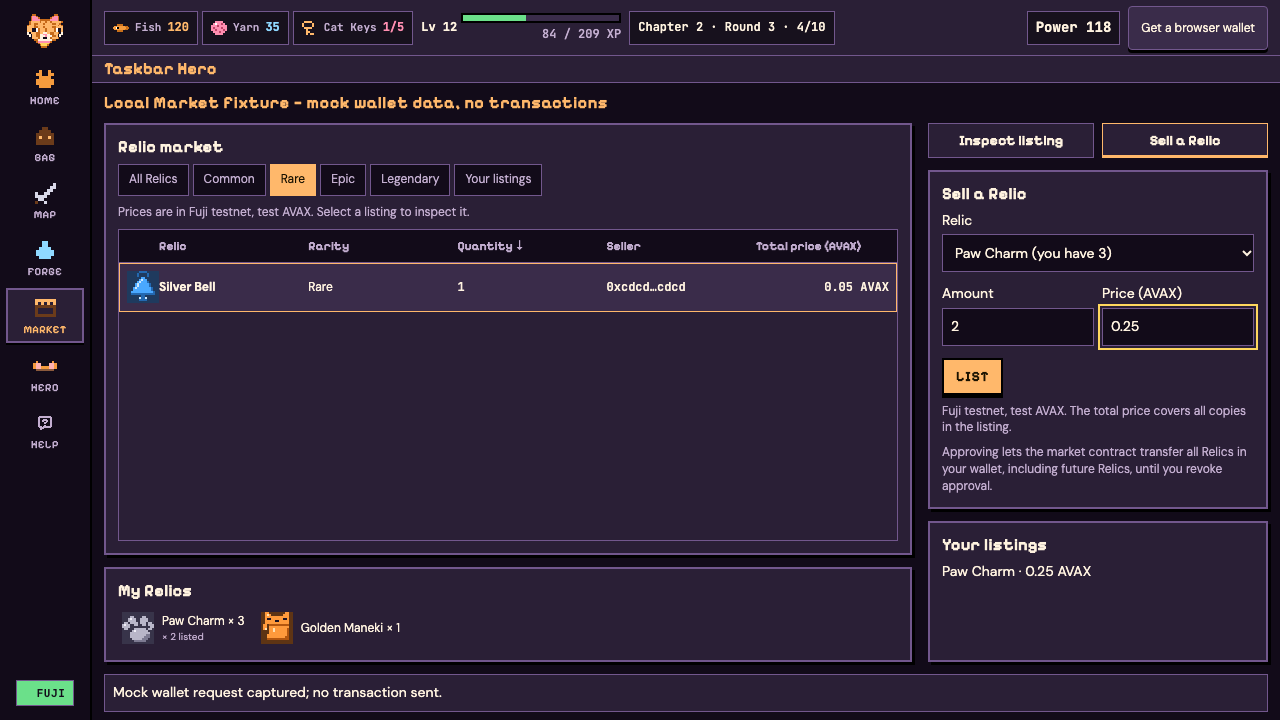 Fish 120
Yarn 35
Cat Keys 1/5
Lv 12
84 / 209 XP
Chapter 2 · Round 3 · 4/10
Power 118
Get a browser wallet
HOME
BAG
MAP
FORGE
MARKET
HERO
HELP
FUJI
Taskbar Hero
Local Market Fixture - mock wallet data, no transactions
Relic market
All Relics
Common
Rare
Epic
Legendary
Your listings
Prices are in Fuji testnet, test AVAX. Select a listing to inspect it.
Relic Rarity Quantity ↓ Seller Total price (AVAX)
Silver Bell Rare 1 0xcdcd…cdcd 0.05 AVAX
My Relics
Paw Charm × 3
× 2 listed
Golden Maneki × 1
Inspect listing
Sell a Relic
Sell a Relic
Relic
Paw Charm (you have 3)
Amount
Price (AVAX)
2
0.25
LIST
Fuji testnet, test AVAX. The total price covers all copies
in the listing.
Approving lets the market contract transfer all Relics in
your wallet, including future Relics, until you revoke
approval.
Your listings
Paw Charm · 0.25 AVAX
Mock wallet request captured; no transaction sent.